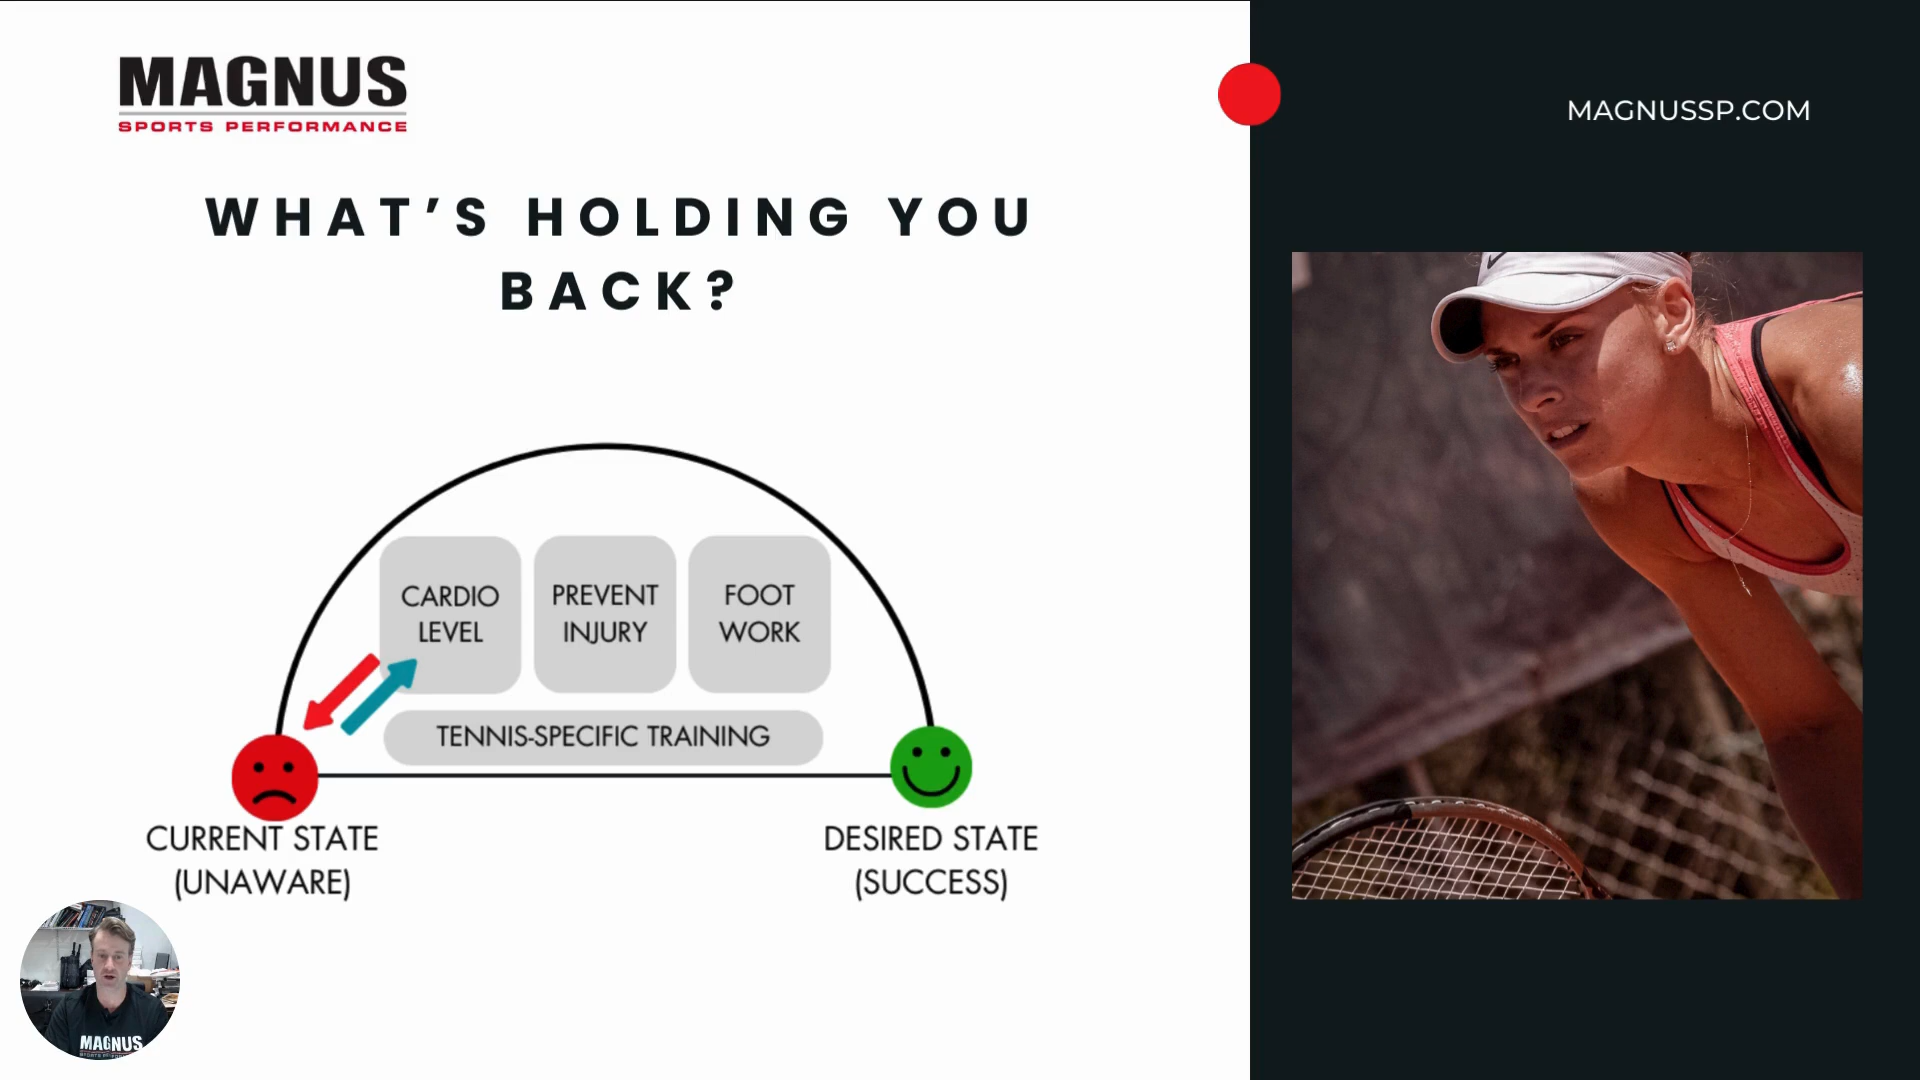 MAGNUS
SPORTS PERFORMANCE
MAGNUSSP.COM
WHAT’S HOLDING YOU
BACK?
CARDIO
LEVEL
PREVENT
INJURY
FOOT
WORK
TENNIS-SPECIFIC TRAINING
CURRENT STATE
(UNAWARE)
DESIRED STATE
(SUCCESS)
MAGNUS